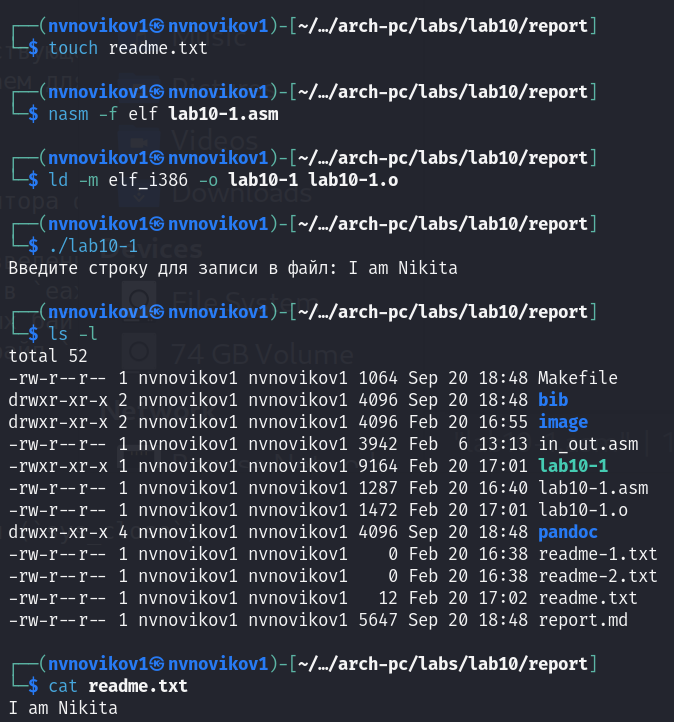 ┌──(nvnovikov1㉿nvnovikov1)-[~/…/arch-pc/labs/lab10/report]
└─$ touch readme.txt
┌──(nvnovikov1㉿nvnovikov1)-[~/…/arch-pc/labs/lab10/report]
└─$ nasm -f elf lab10-1.asm
┌──(nvnovikov1㉿nvnovikov1)-[~/…/arch-pc/labs/lab10/report]
└─$ ld -m elf_i386 -o lab10-1 lab10-1.o
┌──(nvnovikov1㉿nvnovikov1)-[~/…/arch-pc/labs/lab10/report]
└─$ ./lab10-1
Введите строку для записи в файл: I am Nikita
┌──(nvnovikov1㉿nvnovikov1)-[~/…/arch-pc/labs/lab10/report]
└─$ ls -l
total 52
-rw-r--r-- 1 nvnovikov1 nvnovikov1 1064 Sep 20 18:48 Makefile
drwxr-xr-x 2 nvnovikov1 nvnovikov1 4096 Sep 20 18:48 bib
drwxr-xr-x 2 nvnovikov1 nvnovikov1 4096 Feb 20 16:55 image
-rw-r--r-- 1 nvnovikov1 nvnovikov1 3942 Feb  6 13:13 in_out.asm
-rwxr-xr-x 1 nvnovikov1 nvnovikov1 9164 Feb 20 17:01 lab10-1
-rw-r--r-- 1 nvnovikov1 nvnovikov1 1287 Feb 20 16:40 lab10-1.asm
-rw-r--r-- 1 nvnovikov1 nvnovikov1 1472 Feb 20 17:01 lab10-1.o
drwxr-xr-x 4 nvnovikov1 nvnovikov1 4096 Sep 20 18:48 pandoc
-rw-r--r-- 1 nvnovikov1 nvnovikov1    0 Feb 20 16:38 readme-1.txt
-rw-r--r-- 1 nvnovikov1 nvnovikov1    0 Feb 20 16:38 readme-2.txt
-rw-r--r-- 1 nvnovikov1 nvnovikov1   12 Feb 20 17:02 readme.txt
-rw-r--r-- 1 nvnovikov1 nvnovikov1 5647 Sep 20 18:48 report.md
┌──(nvnovikov1㉿nvnovikov1)-[~/…/arch-pc/labs/lab10/report]
└─$ cat readme.txt
I am Nikita
Music
Videos
Downloads
Devices
File System
74 GB Volume